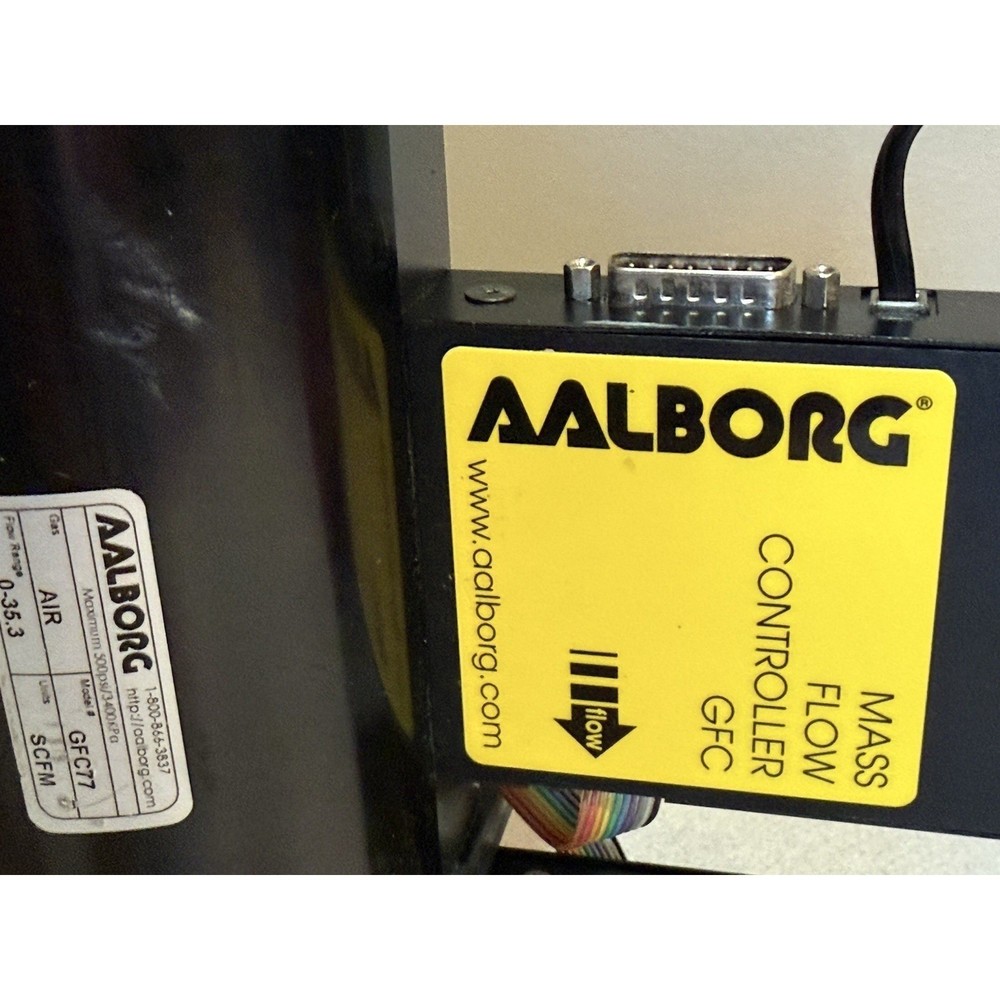 AALBORG®
www.aalborg.com
MASS
FLOW
CONTROLLER
GFC
flow
AALBORG
1-800-866-3837
http://aalborg.com
Maximum 500psi/3400kPa
Gas AIR Model # GFC77
Flow Range 0-35.3 Units SCFM